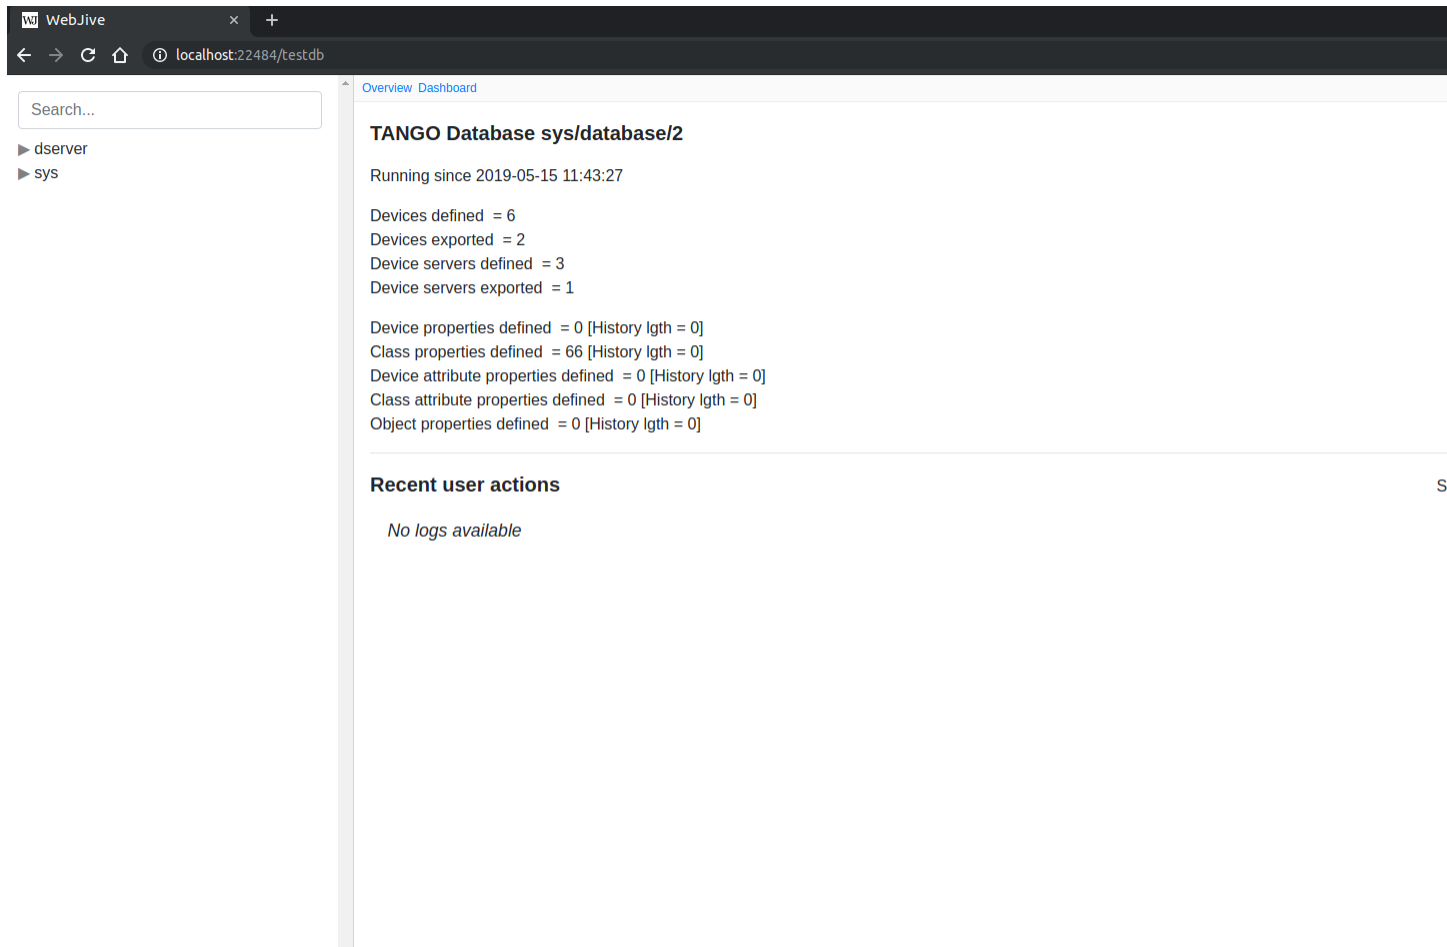 WJ WebJive
localhost:22484/testdb
Search...
dserver
sys
Overview Dashboard
TANGO Database sys/database/2
Running since 2019-05-15 11:43:27
Devices defined = 6
Devices exported = 2
Device servers defined = 3
Device servers exported = 1
Device properties defined = 0 [History lgth = 0]
Class properties defined = 66 [History lgth = 0]
Device attribute properties defined = 0 [History lgth = 0]
Class attribute properties defined = 0 [History lgth = 0]
Object properties defined = 0 [History lgth = 0]
Recent user actions
S
No logs available